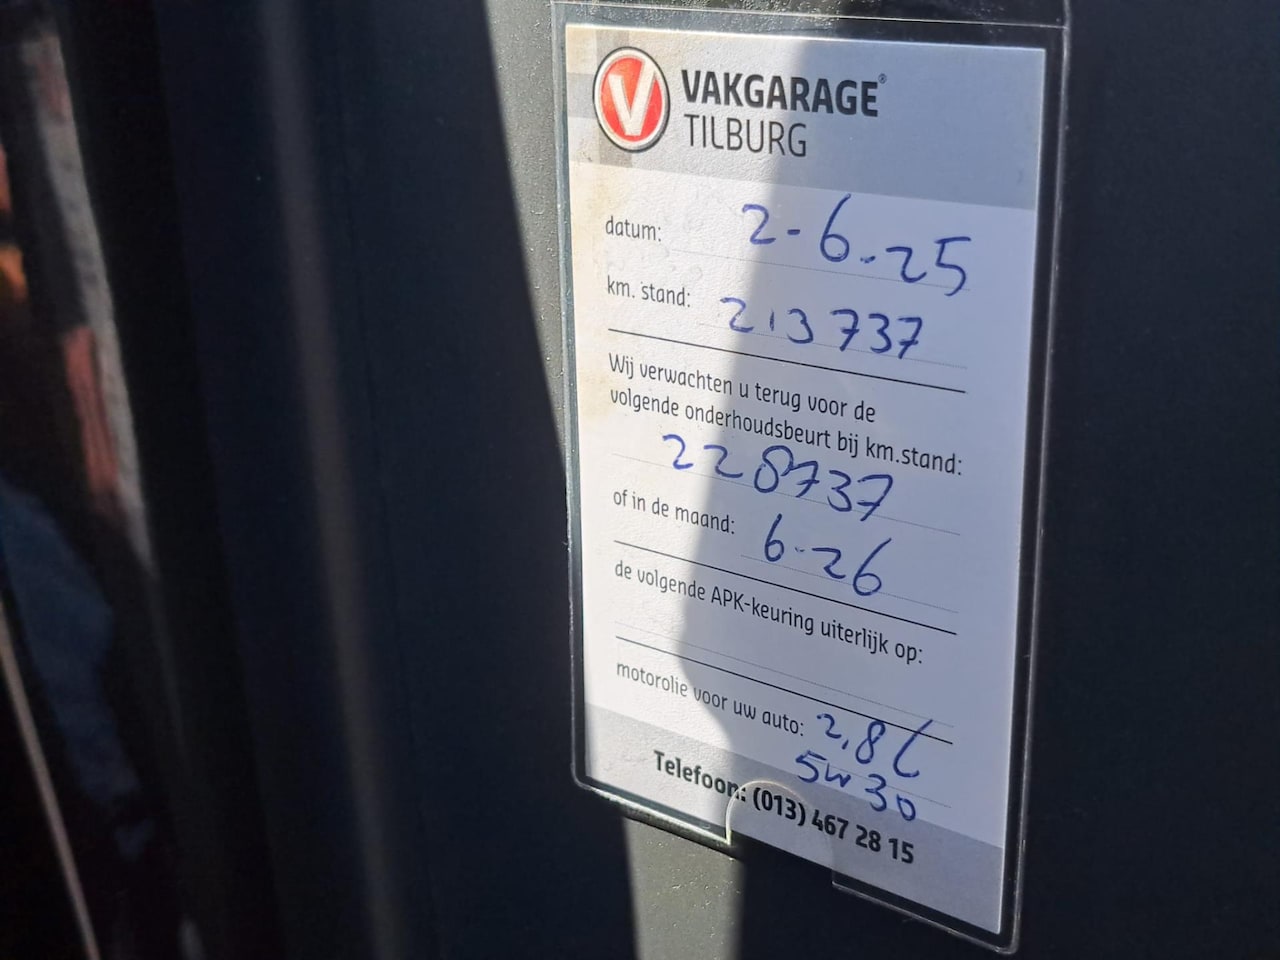 V VAKGARAGE®
TILBURG
datum: 2-6-25
km. stand: 213737
Wij verwachten u terug voor de
volgende onderhoudsbeurt bij km.stand:
228737
of in de maand: 6-26
de volgende APK-keuring uiterlijk op:
motorolie voor uw auto: 2,8L
5w30
Telefoon: (013) 467 28 15